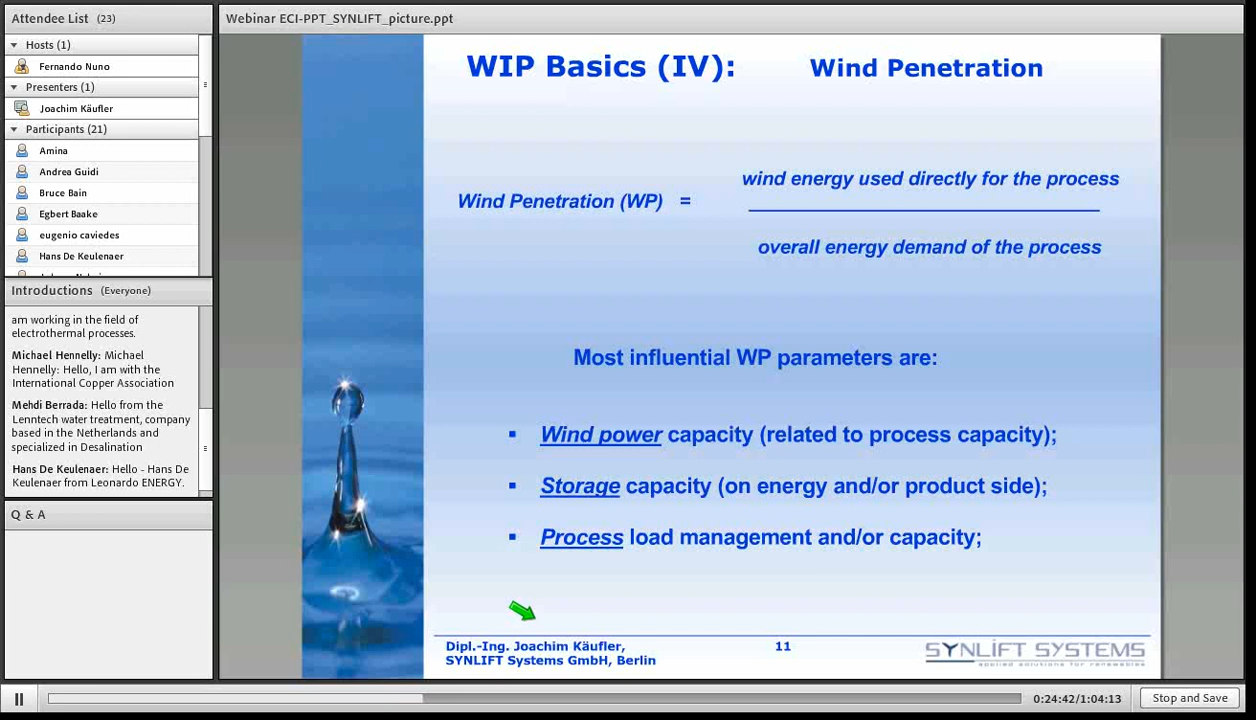 Attendee List (23)
Hosts (1)
Fernando Nuno
Presenters (1)
Joachim Käufler
Participants (21)
Amina
Andrea Guidi
Bruce Bain
Egbert Baake
eugenio caviedes
Hans De Keulenaer
Introductions (Everyone)
am working in the field of
electrothermal processes.
Michael Hennelly: Michael
Hennelly: Hello, I am with the
International Copper Association
Mehdi Berrada: Hello from the
Lenntech water treatment, company
based in the Netherlands and
specialized in Desalination
Hans De Keulenaer: Hello - Hans De
Keulenaer from Leonardo ENERGY.
Q & A
Webinar ECI-PPT_SYNLIFT_picture.ppt
WIP Basics (IV): Wind Penetration
wind energy used directly for the process
Wind Penetration (WP) =
overall energy demand of the process
Most influential WP parameters are:
▪ Wind power capacity (related to process capacity);
▪ Storage capacity (on energy and/or product side);
▪ Process load management and/or capacity;
Dipl.-Ing. Joachim Käufler,
SYNLIFT Systems GmbH, Berlin
11
SYNLIFT SYSTEMS
applied solutions for renewables
0:24:42/1:04:13
Stop and Save